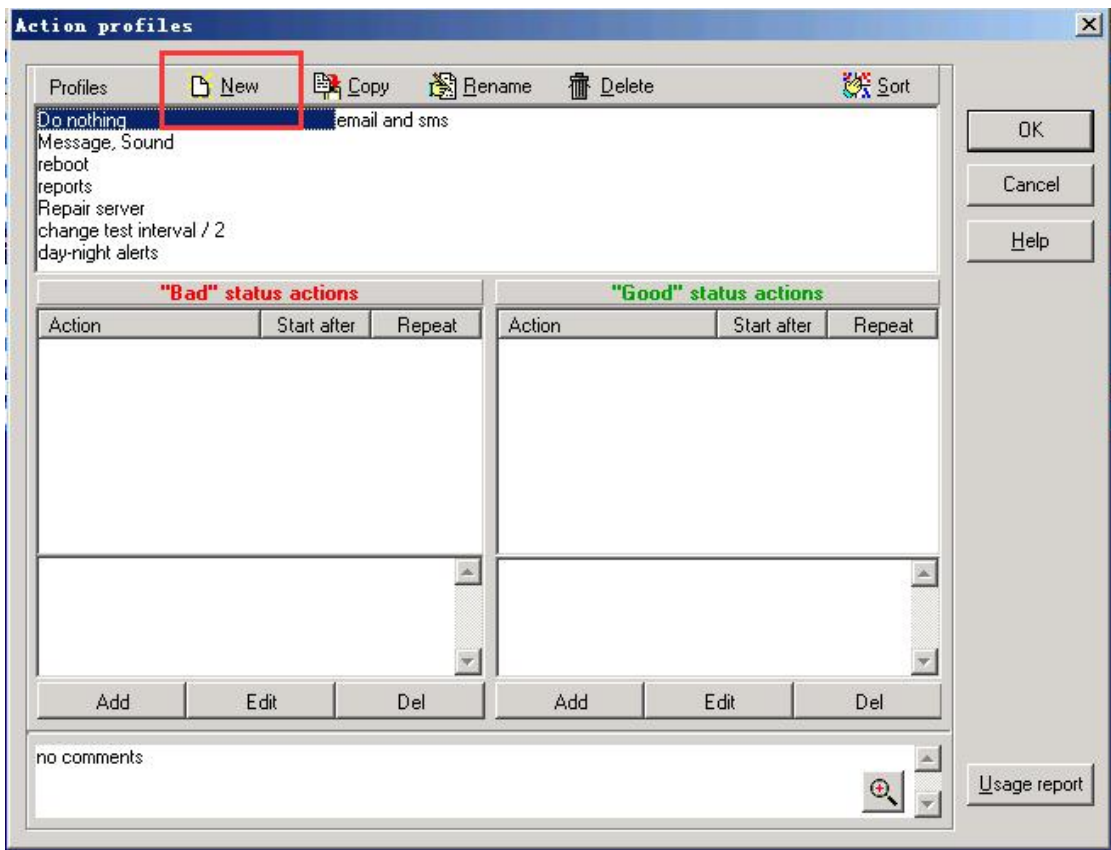 Action profiles
Profiles New Copy Rename Delete Sort
Do nothing email and sms
Message, Sound
reboot
reports
Repair server
change test interval / 2
day-night alerts
OK
Cancel
Help
"Bad" status actions "Good" status actions
Action Start after Repeat Action Start after Repeat
Add Edit Del Add Edit Del
no comments
Usage report